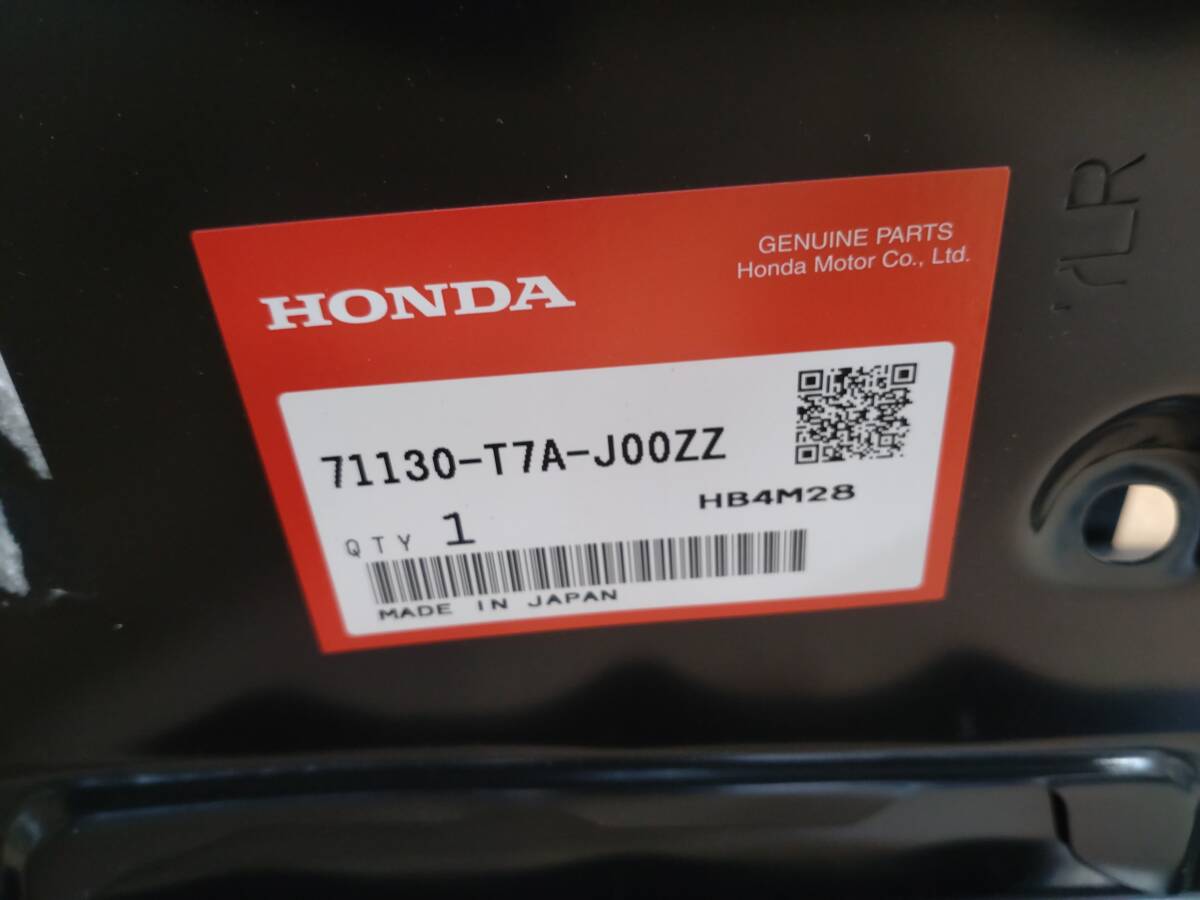 HONDA
GENUINE PARTS
Honda Motor Co., Ltd.
71130-T7A-J00ZZ
HB4M28
QTY 1
MADE IN JAPAN